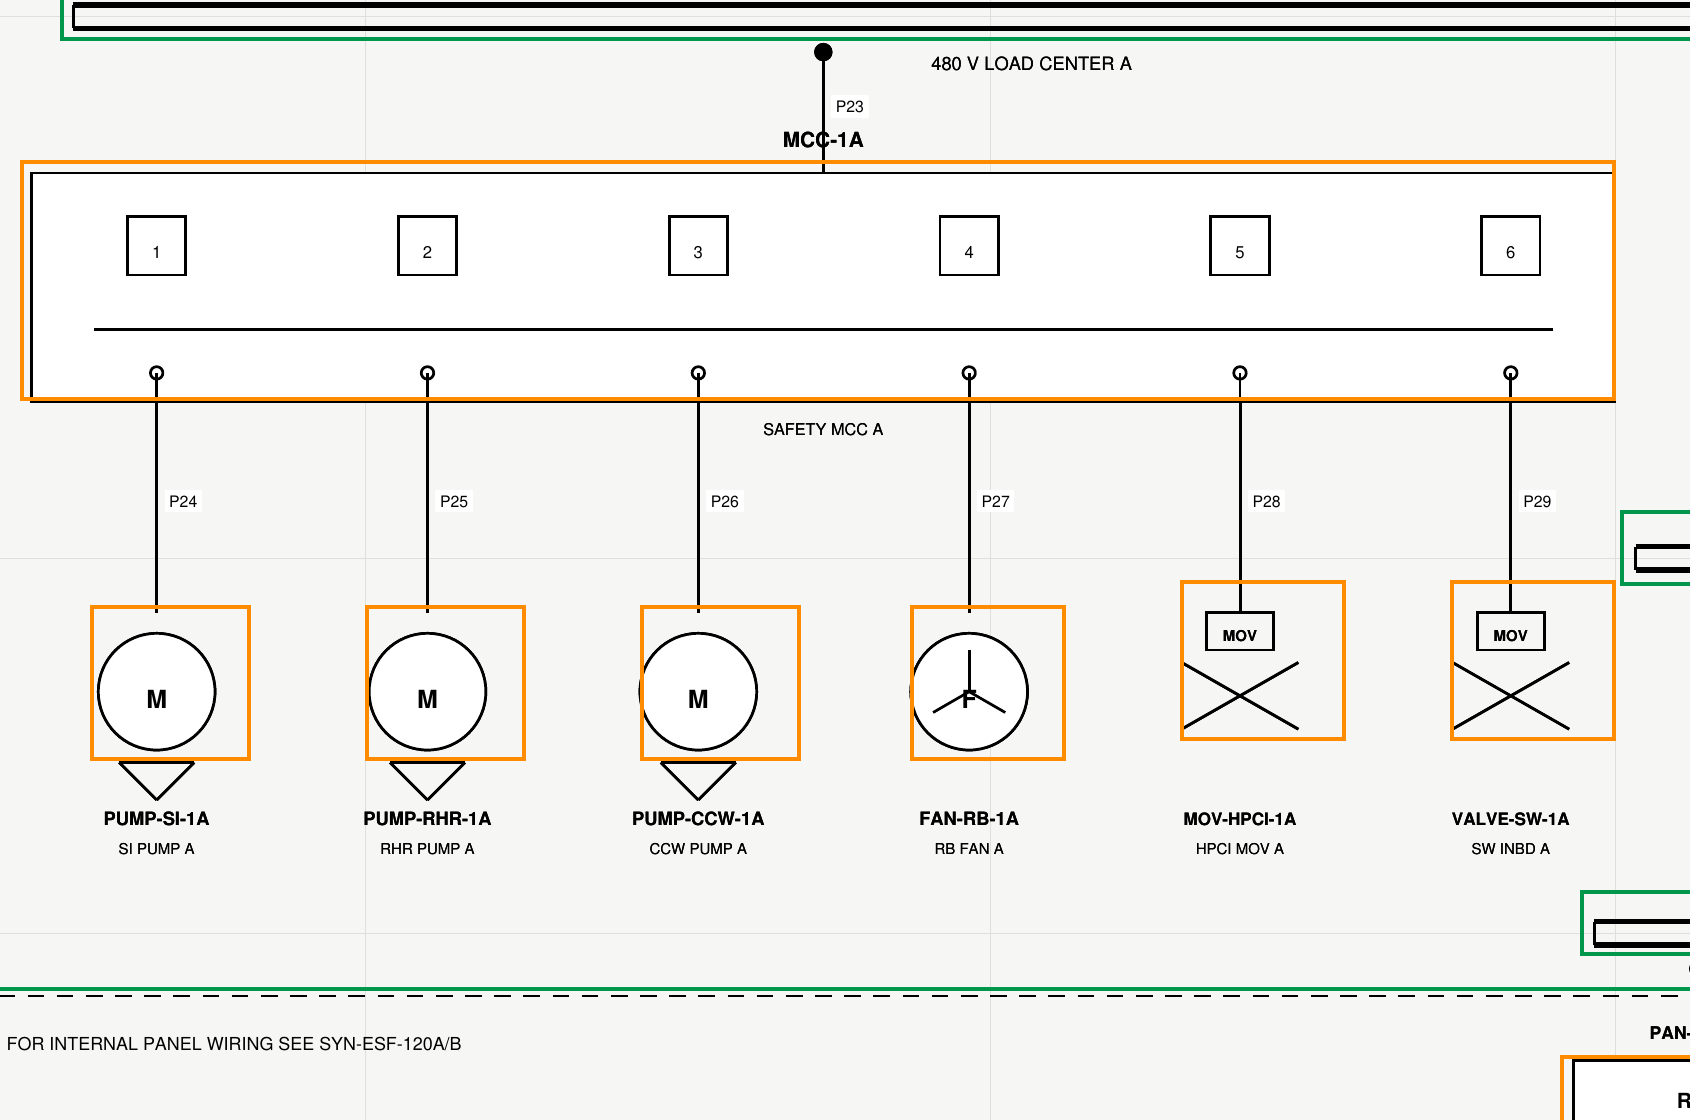 480 V LOAD CENTER A
P23
MCC-1A
1 2 3 4 5 6
SAFETY MCC A
P24 P25 P26 P27 P28 P29
MOV MOV
M M M F
PUMP-SI-1A PUMP-RHR-1A PUMP-CCW-1A FAN-RB-1A MOV-HPCI-1A VALVE-SW-1A
SI PUMP A RHR PUMP A CCW PUMP A RB FAN A HPCI MOV A SW INBD A
PAN-
FOR INTERNAL PANEL WIRING SEE SYN-ESF-120A/B
R